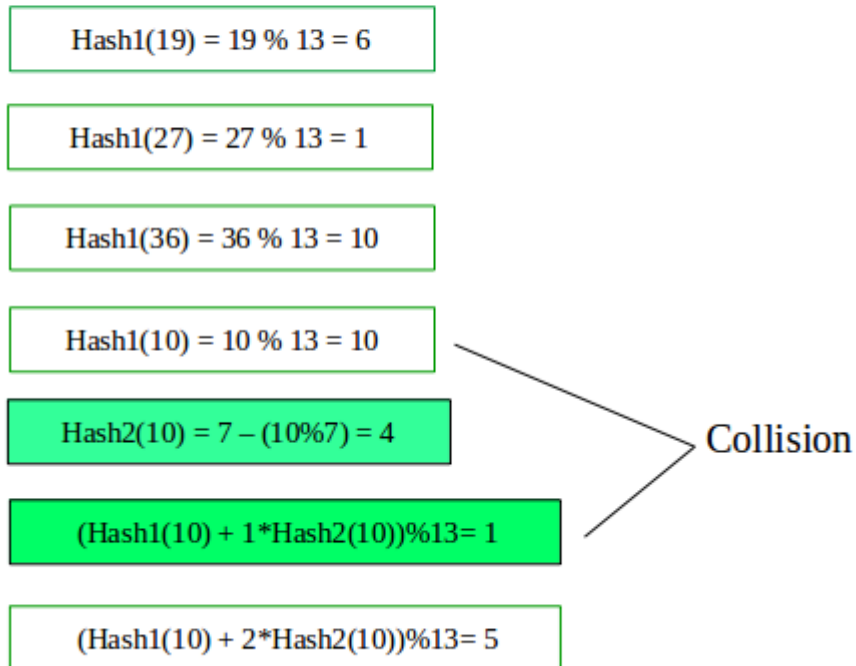 Hash1(19) = 19 % 13 = 6
Hash1(27) = 27 % 13 = 1
Hash1(36) = 36 % 13 = 10
Hash1(10) = 10 % 13 = 10
Hash2(10) = 7 – (10%7) = 4
Collision
(Hash1(10) + 1*Hash2(10))%13= 1
(Hash1(10) + 2*Hash2(10))%13= 5